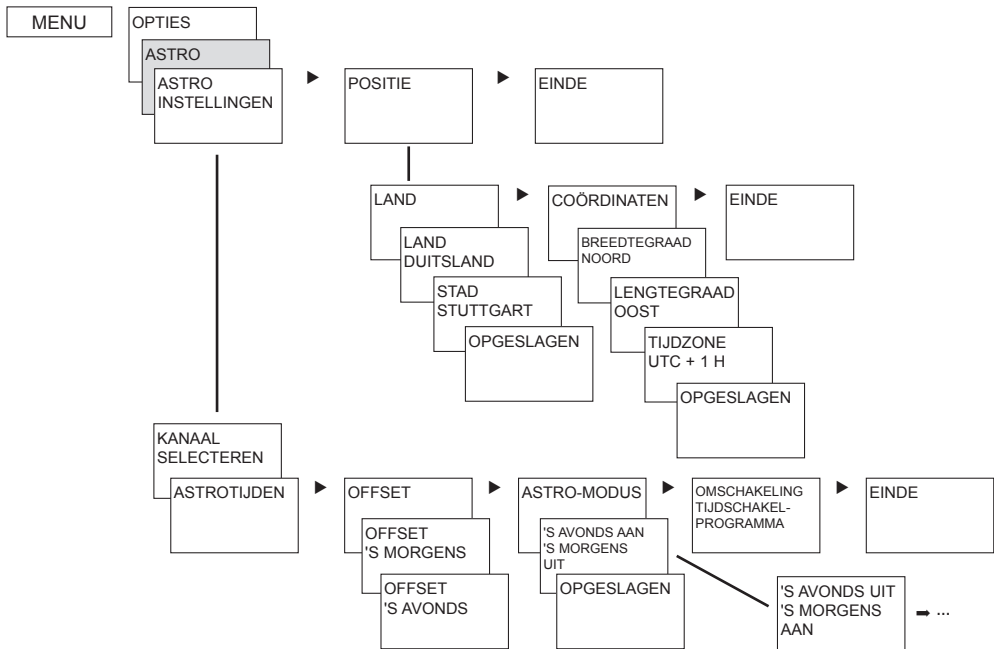 MENU
OPTIES
ASTRO
ASTRO
INSTELLINGEN
POSITIE
EINDE
LAND
LAND
DUITSLAND
STAD
STUTTGART
OPGESLAGEN
COÖRDINATEN
BREEDTEGRAAD
NOORD
LENGTEGRAAD
OOST
TIJDZONE
UTC + 1 H
OPGESLAGEN
EINDE
KANAAL
SELECTEREN
ASTROTIJDEN
OFFSET
OFFSET
'S MORGENS
OFFSET
'S AVONDS
ASTRO-MODUS
'S AVONDS AAN
'S MORGENS
UIT
OPGESLAGEN
OMSCHAKELING
TIJDSCHAKEL-
PROGRAMMA
EINDE
'S AVONDS UIT
'S MORGENS
AAN
➡ ...